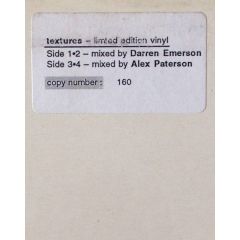 textures – limted edition vinyl
Side 1•2 – mixed by Darren Emerson
Side 3•4 – mixed by Alex Paterson
copy number : 160